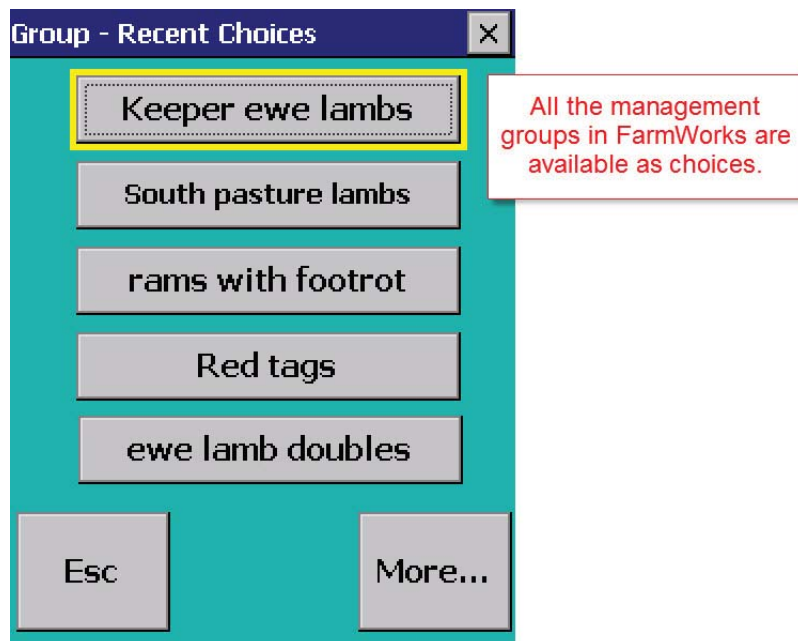 Group - Recent Choices
Keeper ewe lambs
All the management
groups in FarmWorks are
available as choices.
South pasture lambs
rams with footrot
Red tags
ewe lamb doubles
Esc
More...